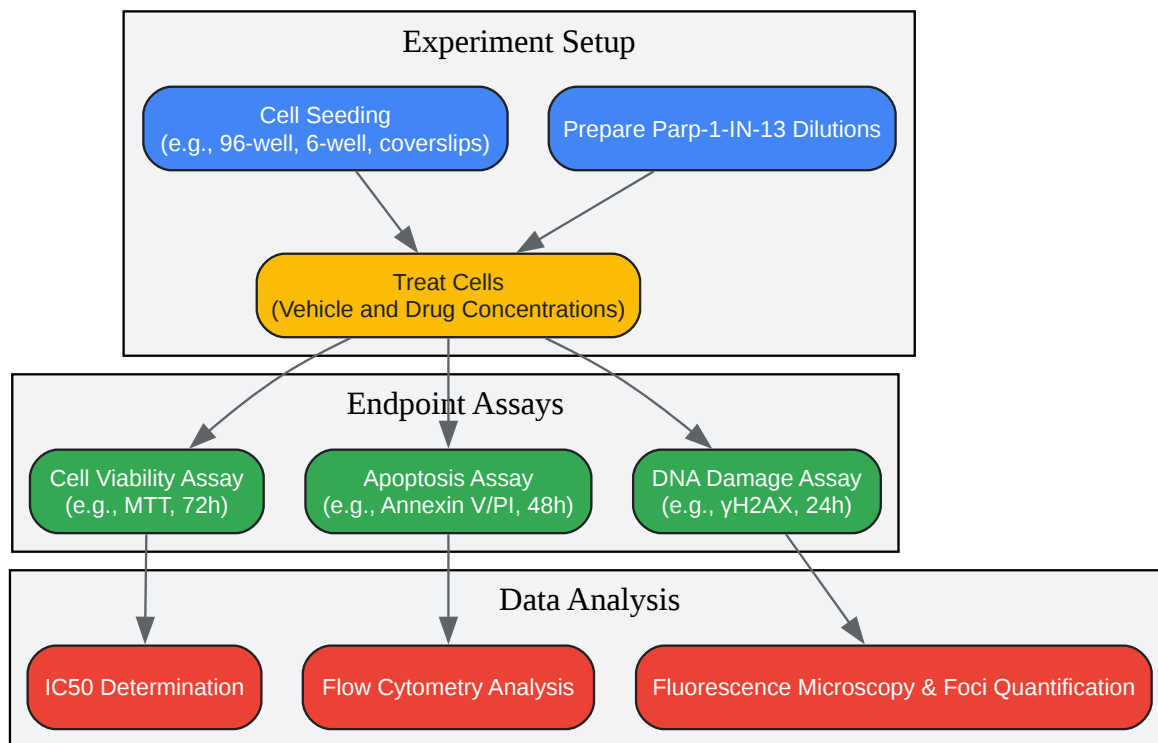 Experiment Setup
Cell Seeding
(e.g., 96-well, 6-well, coverslips)
Prepare Parp-1-IN-13 Dilutions
Treat Cells
(Vehicle and Drug Concentrations)
Endpoint Assays
Cell Viability Assay
(e.g., MTT, 72h)
Apoptosis Assay
(e.g., Annexin V/PI, 48h)
DNA Damage Assay
(e.g., γH2AX, 24h)
Data Analysis
IC50 Determination
Flow Cytometry Analysis
Fluorescence Microscopy & Foci Quantification